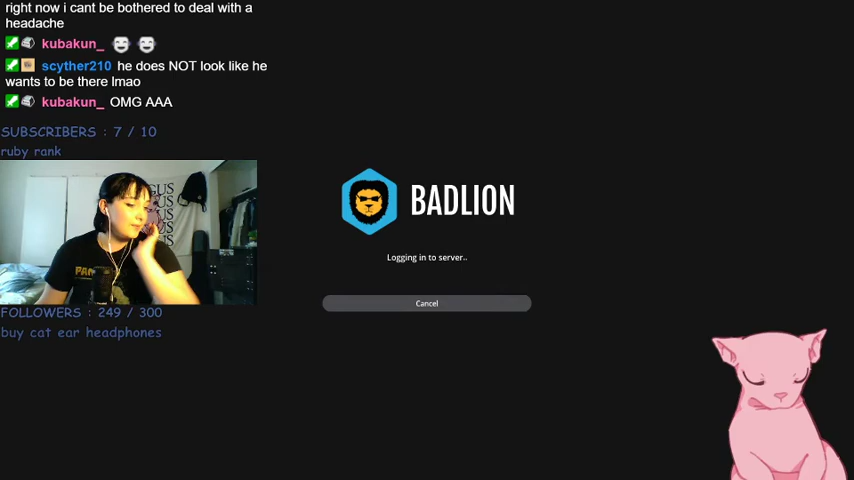 right now i cant be bothered to deal with a
headache
kubakun_
scyther210 he does NOT look like he
wants to be there lmao
kubakun_ OMG AAA
SUBSCRIBERS : 7 / 10
ruby rank
GUS
BADLION
Logging in to server..
Cancel
FOLLOWERS : 249 / 300
buy cat ear headphones